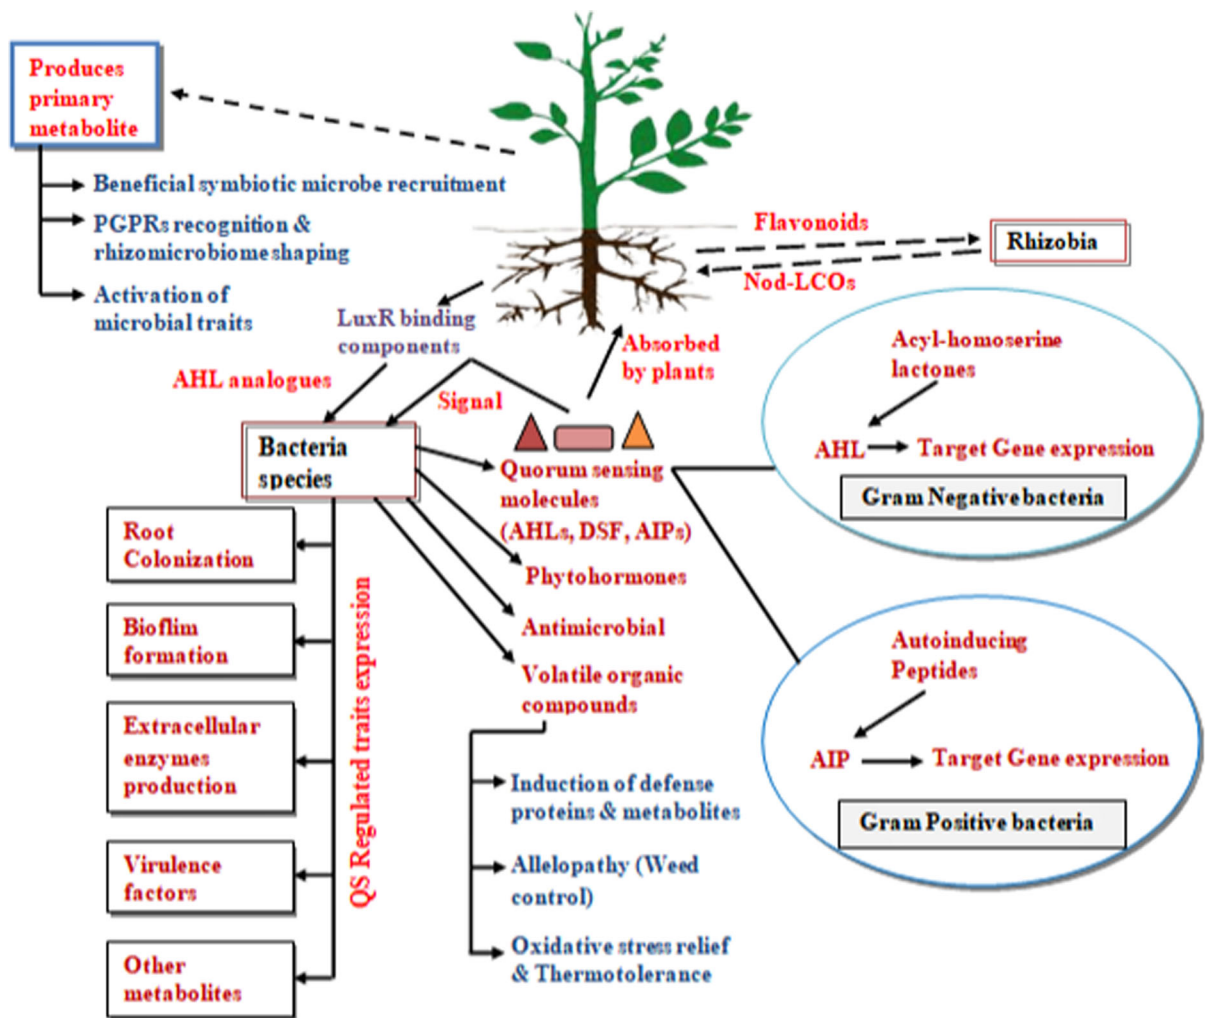 Produces
primary
metabolite
Beneficial symbiotic microbe recruitment
PGPRs recognition &
rhizomicrobiome shaping
Activation of
microbial traits
Flavonoids
Rhizobia
Nod-LCOs
LuxR binding
components
Absorbed
by plants
AHL analogues
Signal
Bacteria
species
Quorum sensing
molecules
(AHLs, DSF, AIPs)
Phytohormones
Antimicrobial
Volatile organic
compounds
Induction of defense
proteins & metabolites
Allelopathy (Weed
control)
Oxidative stress relief
& Thermotolerance
Root
Colonization
Bioflim
formation
Extracellular
enzymes
production
Virulence
factors
Other
metabolites
QS Regulated traits expression
Acyl-homoserine
lactones
AHL
Target Gene expression
Gram Negative bacteria
Autoinducing
Peptides
AIP
Target Gene expression
Gram Positive bacteria